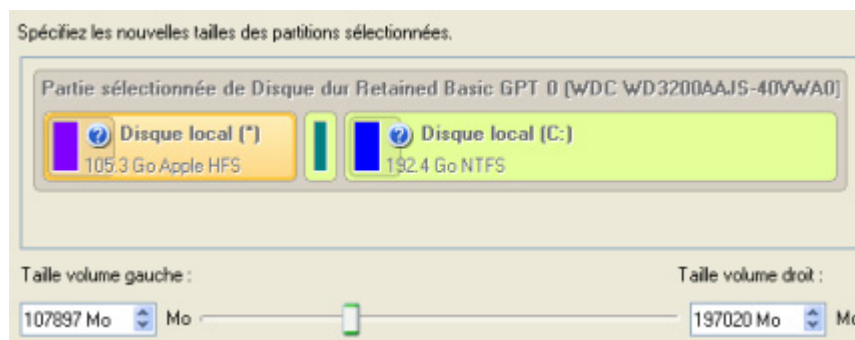 Spécifiez les nouvelles tailles des partitions sélectionnées.
Partie sélectionnée de Disque dur Retained Basic GPT 0 [WDC WD3200AAJS-40VWA0]
Disque local (*)
105.3 Go Apple HFS
Disque local (C:)
192.4 Go NTFS
Taille volume gauche : Taille volume droit :
107897 Mo Mo 197020 Mo Mo